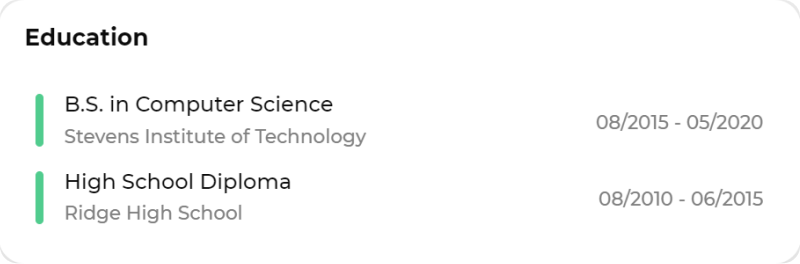 Education
B.S. in Computer Science
Stevens Institute of Technology
08/2015 - 05/2020
High School Diploma
Ridge High School
08/2010 - 06/2015